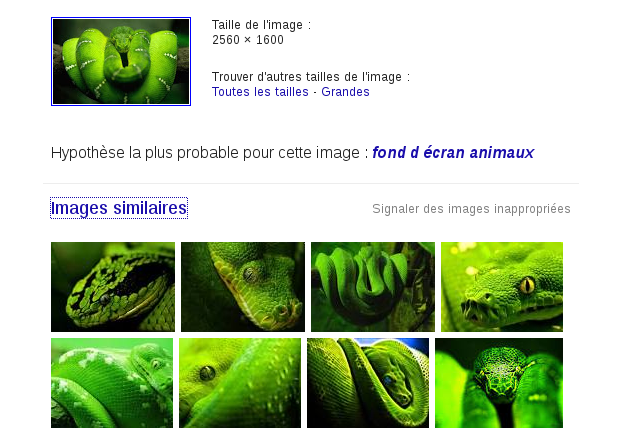 Taille de l'image :
2560 × 1600
Trouver d'autres tailles de l'image :
Toutes les tailles - Grandes
Hypothèse la plus probable pour cette image : fond d écran animaux
Images similaires
Signaler des images inappropriées